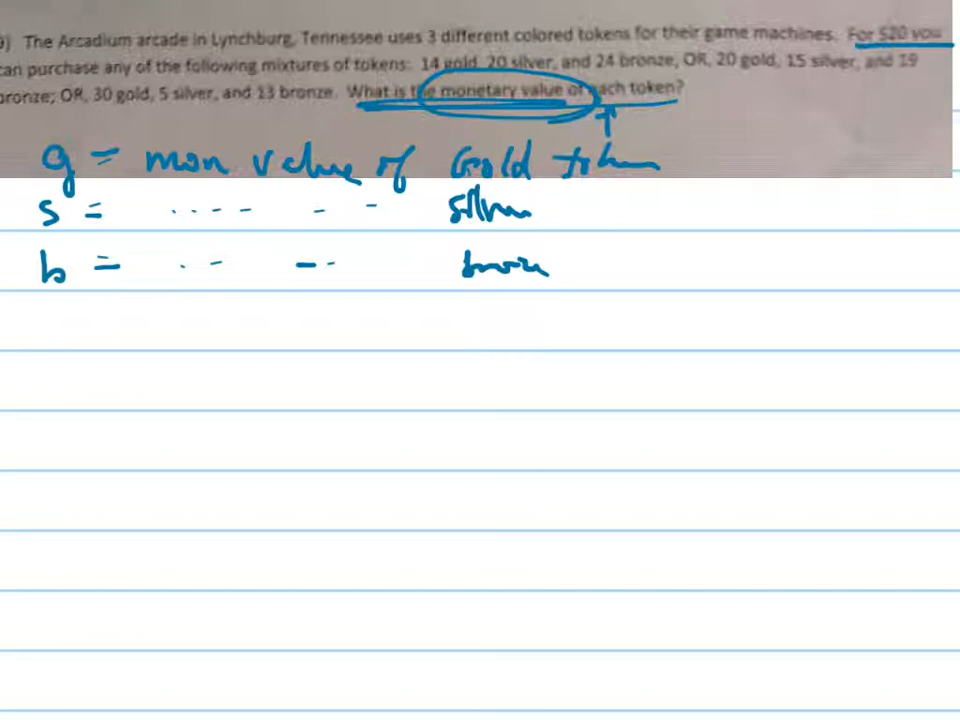 9) The Arcadium arcade in Lynchburg, Tennessee uses 3 different colored tokens for their game machines. For $20 you
can purchase any of the following mixtures of tokens: 14 gold, 20 silver, and 24 bronze, OR, 20 gold, 15 silver, and 19
bronze; OR, 30 gold, 5 silver, and 13 bronze. What is the monetary value of each token?
g = mon value of Gold token
s = silver
b =